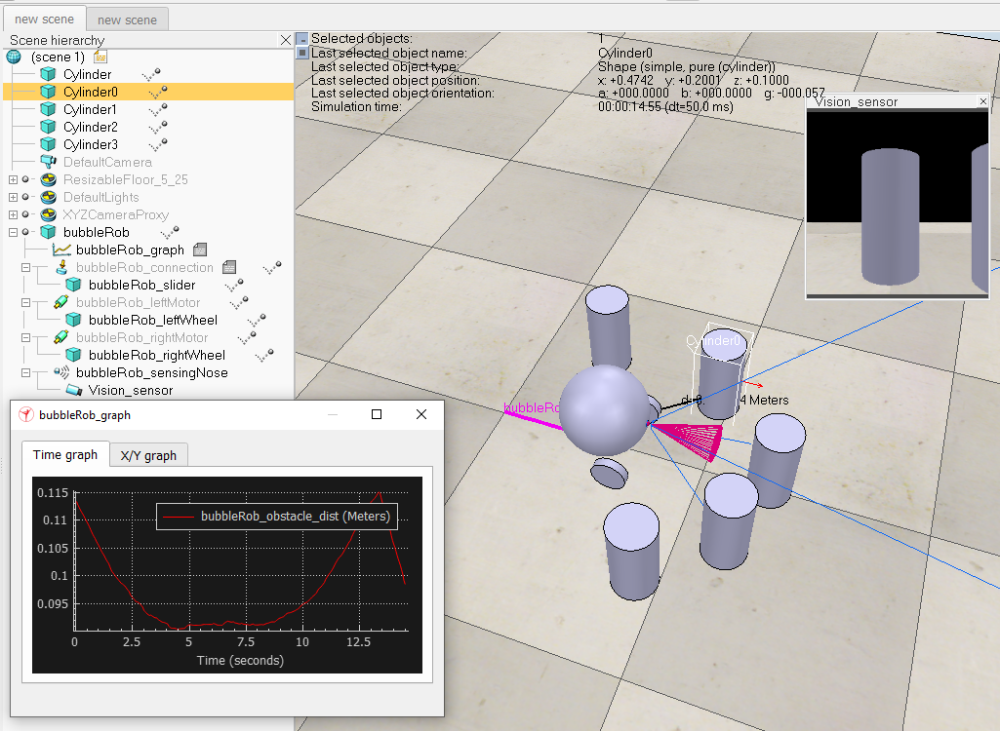 new scene
new scene
Scene hierarchy
(scene 1)
Cylinder
Cylinder0
Cylinder1
Cylinder2
Cylinder3
DefaultCamera
ResizableFloor_5_25
DefaultLights
XYZCameraProxy
bubbleRob
bubbleRob_graph
bubbleRob_connection
bubbleRob_slider
bubbleRob_leftMotor
bubbleRob_leftWheel
bubbleRob_rightMotor
bubbleRob_rightWheel
bubbleRob_sensingNose
Vision_sensor
Selected objects: 1
Last selected object name: Cylinder0
Last selected object type: Shape (simple, pure (cylinder))
Last selected object position: x: +0.4742 y: +0.2001 z: +0.1000
Last selected object orientation: a: +000.0000 b: +000.0000 g: -000.057
Simulation time: 00:00:14.55 (dt=50.0 ms)
Vision_sensor
Cylinder0
4 Meters
bubbleRob_graph
Time graph
X/Y graph
bubbleRob_obstacle_dist (Meters)
0.115
0.11
0.105
0.1
0.095
0 2.5 5 7.5 10 12.5
Time (seconds)